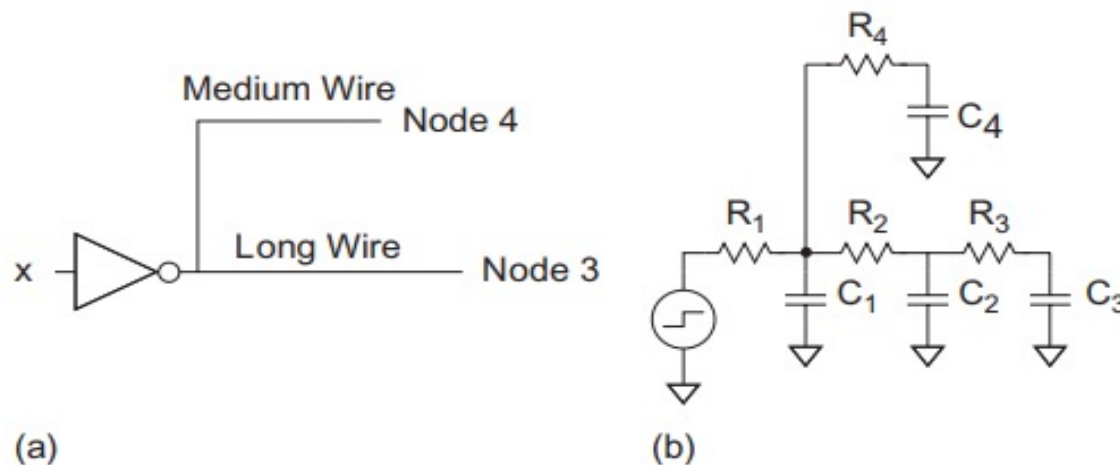 Medium Wire
Node 4
Long Wire
Node 3
x
(a)
R₄
C₄
R₁
R₂
R₃
C₁
C₂
C₃
(b)